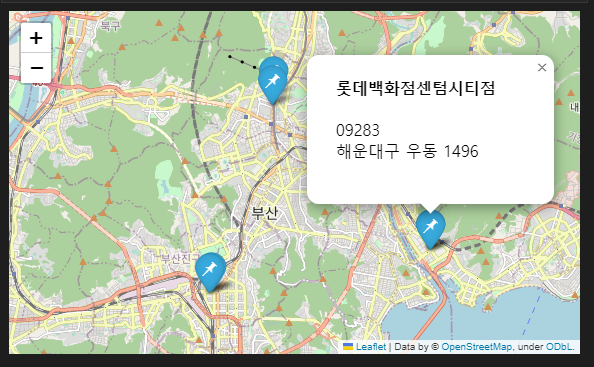 +
−
북구
롯데백화점센텀시티점
×
09283
해운대구 우동 1496
부산
부산진구
Leaflet | Data by © OpenStreetMap, under ODbL.